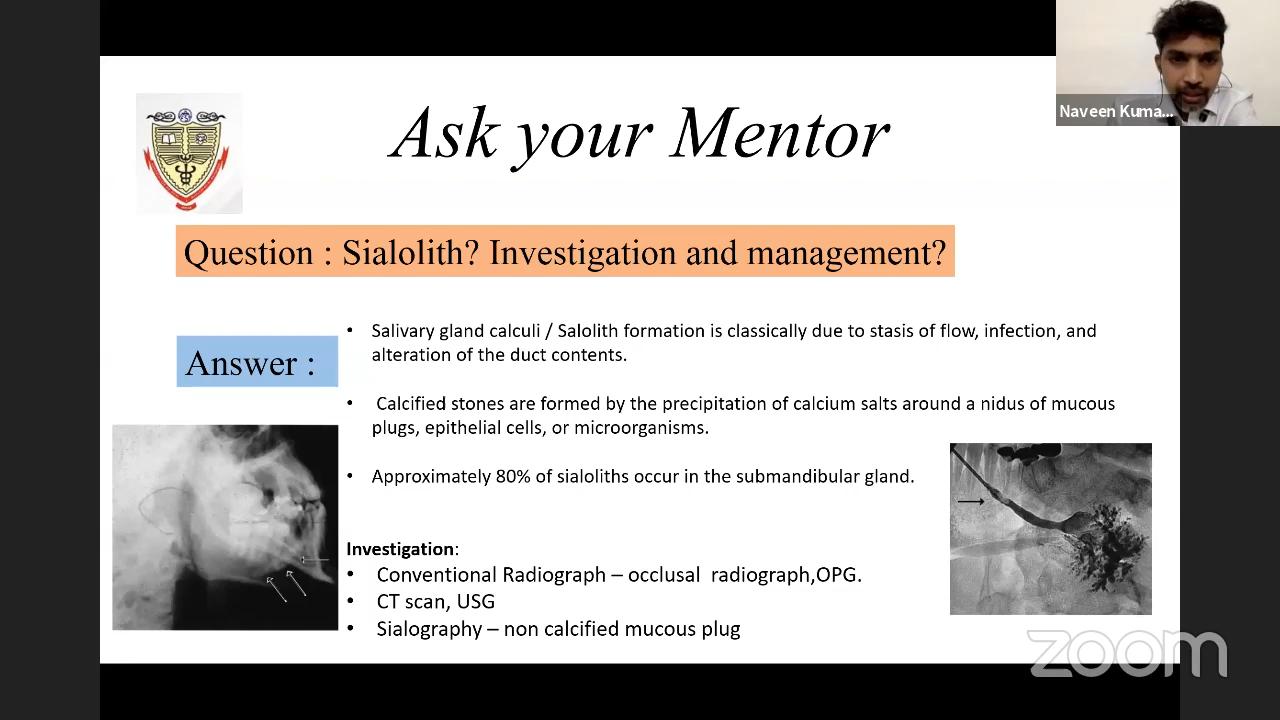 Ask your Mentor
Naveen Kuma...
Question : Sialolith? Investigation and management?
Answer :
• Salivary gland calculi / Salolith formation is classically due to stasis of flow, infection, and
alteration of the duct contents.
• Calcified stones are formed by the precipitation of calcium salts around a nidus of mucous
plugs, epithelial cells, or microorganisms.
• Approximately 80% of sialoliths occur in the submandibular gland.
Investigation:
• Conventional Radiograph – occlusal radiograph,OPG.
• CT scan, USG
• Sialography – non calcified mucous plug
zoom